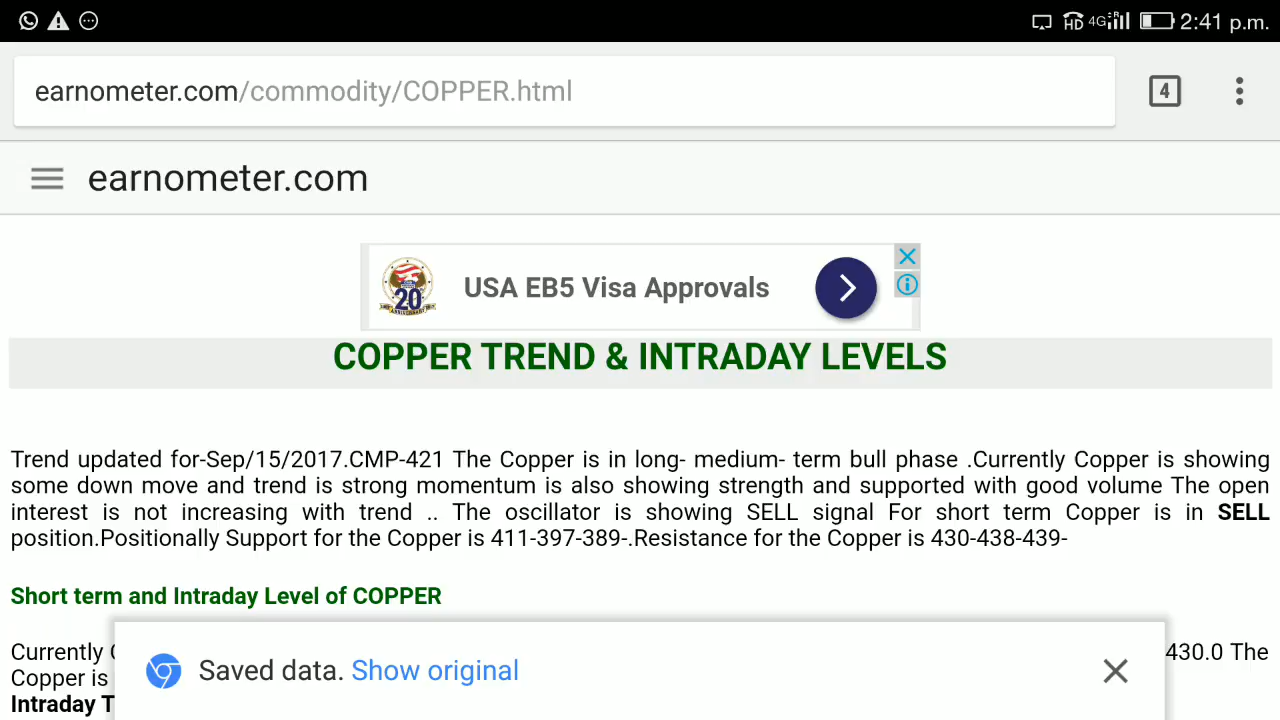 HD 4G R 2:41 p.m.
earnometer.com/commodity/COPPER.html
4
earnometer.com
20
ANNIVERSARY
USA EB5 Visa Approvals
COPPER TREND & INTRADAY LEVELS
Trend updated for-Sep/15/2017.CMP-421 The Copper is in long- medium- term bull phase .Currently Copper is showing
some down move and trend is strong momentum is also showing strength and supported with good volume The open
interest is not increasing with trend .. The oscillator is showing SELL signal For short term Copper is in SELL
position.Positionally Support for the Copper is 411-397-389-.Resistance for the Copper is 430-438-439-
Short term and Intraday Level of COPPER
Currently 430.0 The
Copper is
Intraday T
Saved data. Show original